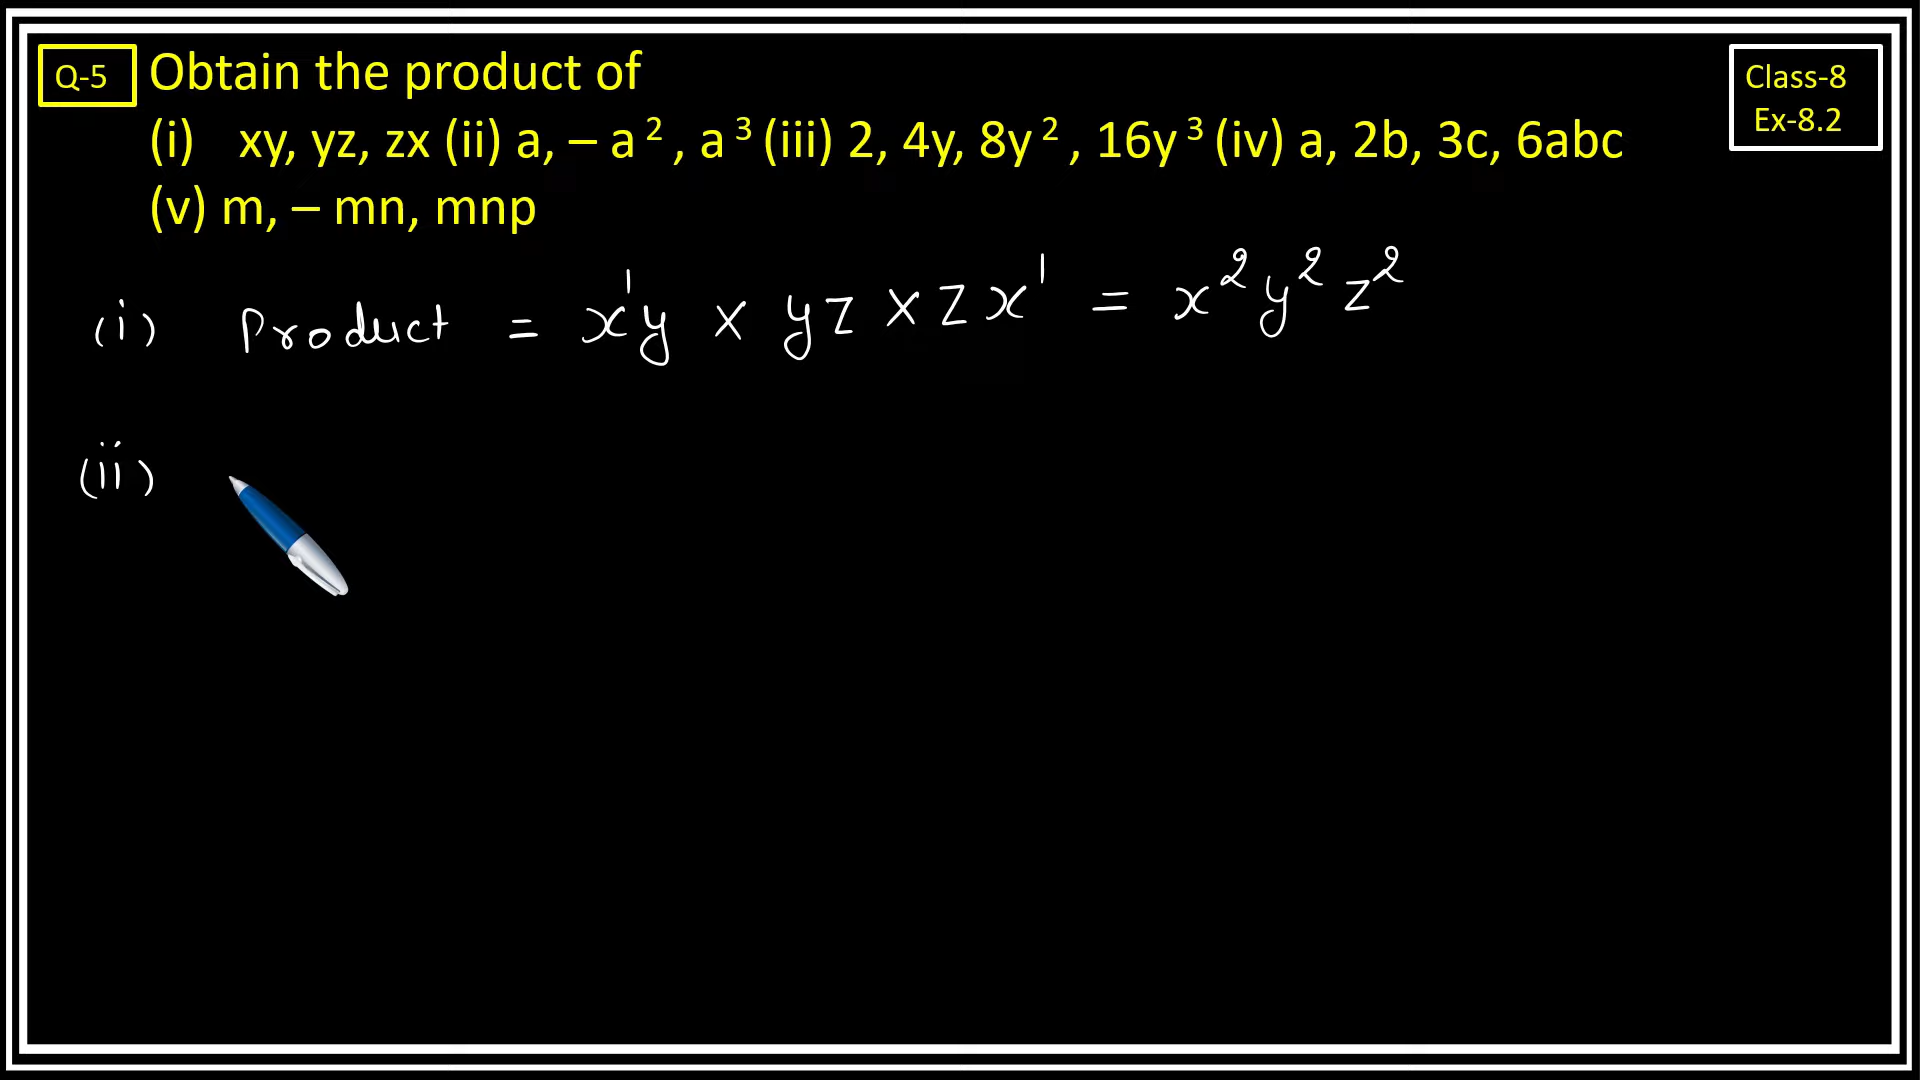 Q-5 Obtain the product of
Class-8
Ex-8.2
(i) xy, yz, zx (ii) a, – a², a³ (iii) 2, 4y, 8y², 16y³ (iv) a, 2b, 3c, 6abc
(v) m, – mn, mnp
(i) Product = x¹y × yz × zx¹ = x²y²z²
(ii)